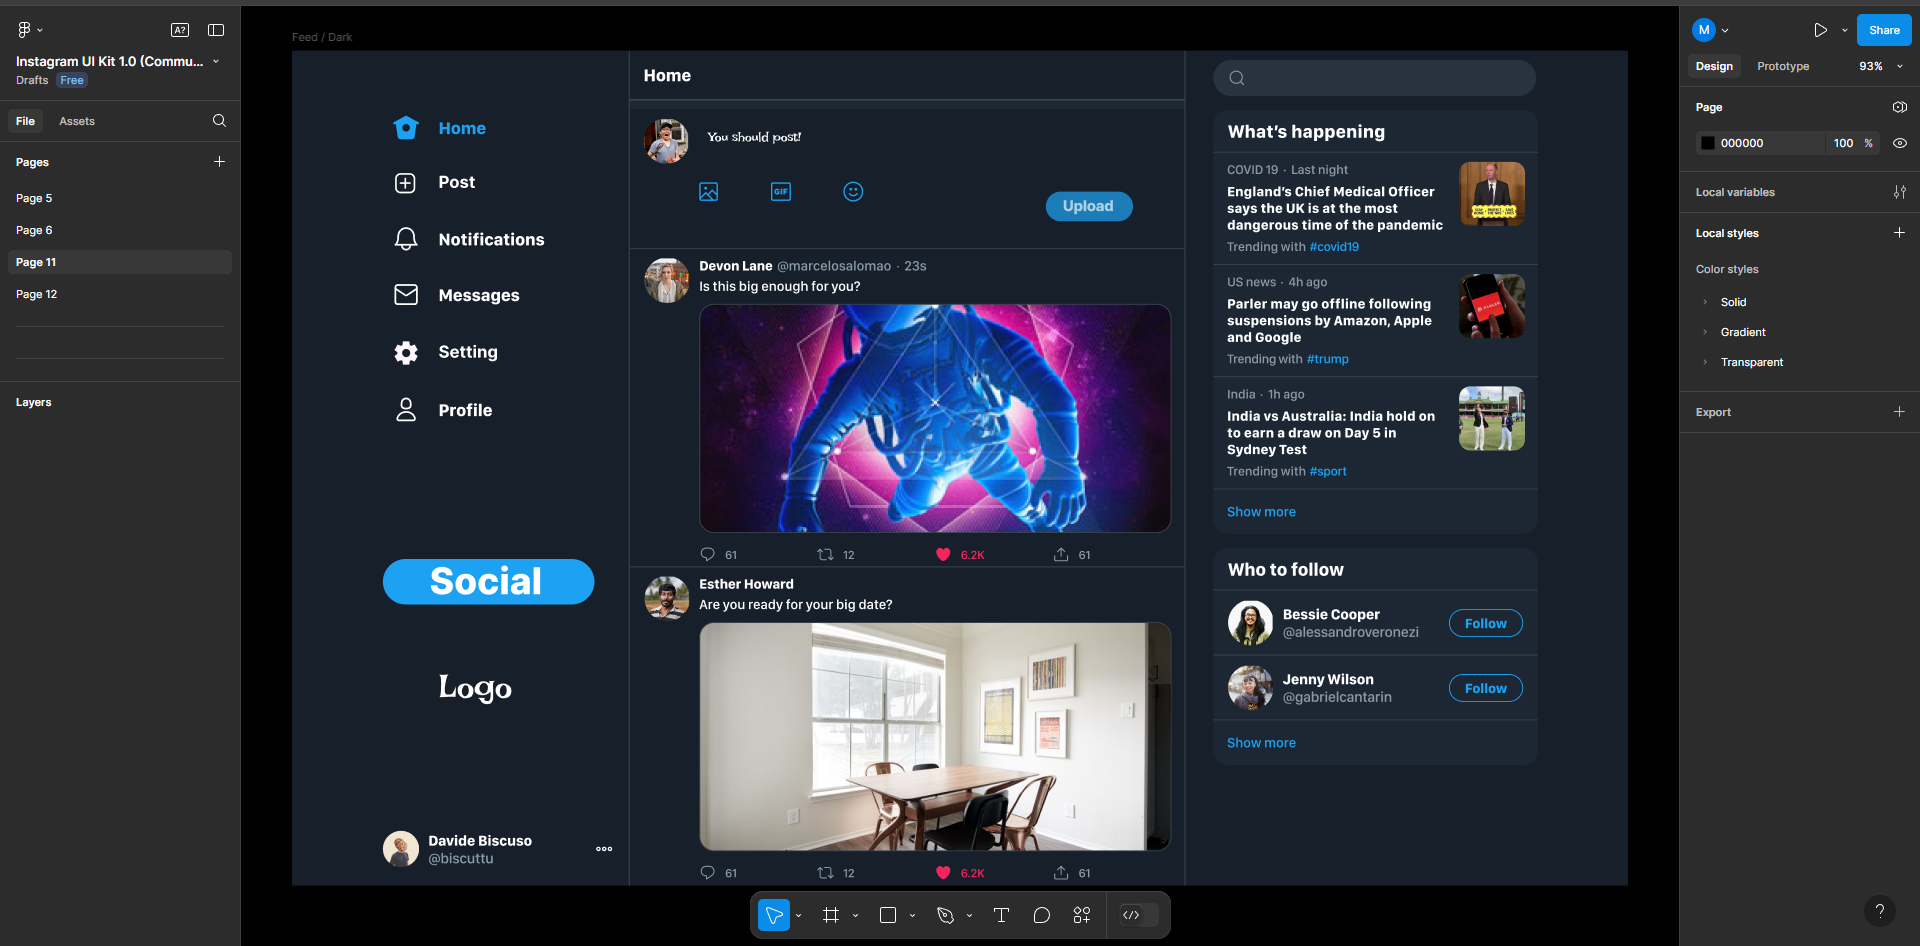 A?
Instagram UI Kit 1.0 (Commu...
Drafts Free
File Assets
Pages
Page 5
Page 6
Page 11
Page 12
Layers
Feed / Dark
Home
Post
Notifications
Messages
Setting
Profile
Social
Logo
Davide Biscuso
@biscuttu
Home
You should post!
GIF
Upload
Devon Lane @marcelosalomao · 23s
Is this big enough for you?
61 12 6.2K 61
Esther Howard
Are you ready for your big date?
61 12 6.2K 61
What's happening
COVID 19 · Last night
England's Chief Medical Officer
says the UK is at the most
dangerous time of the pandemic
Trending with #covid19
US news · 4h ago
Parler may go offline following
suspensions by Amazon, Apple
and Google
Trending with #trump
India · 1h ago
India vs Australia: India hold on
to earn a draw on Day 5 in
Sydney Test
Trending with #sport
Show more
Who to follow
Bessie Cooper
@alessandroveronezi
Follow
Jenny Wilson
@gabrielcantarin
Follow
Show more
M
Share
Design Prototype 93%
Page
000000 100 %
Local variables
Local styles
Color styles
Solid
Gradient
Transparent
Export
?